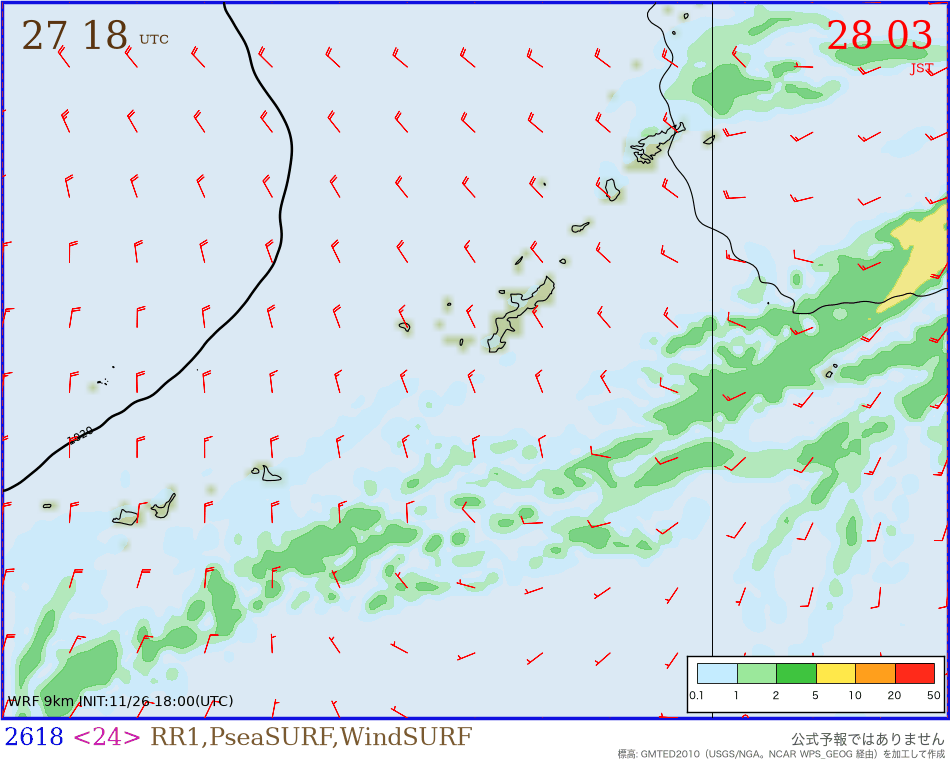 27 18 UTC
28 03
JST
1020
0.1 1 2 5 10 20 50
WRF 9km INIT:11/26-18:00(UTC)
2618 <24> RR1,PseaSURF,WindSURF
公式予報ではありません
標高: GMTED2010（USGS/NGA。NCAR WPS_GEOG 経由）を加工して作成